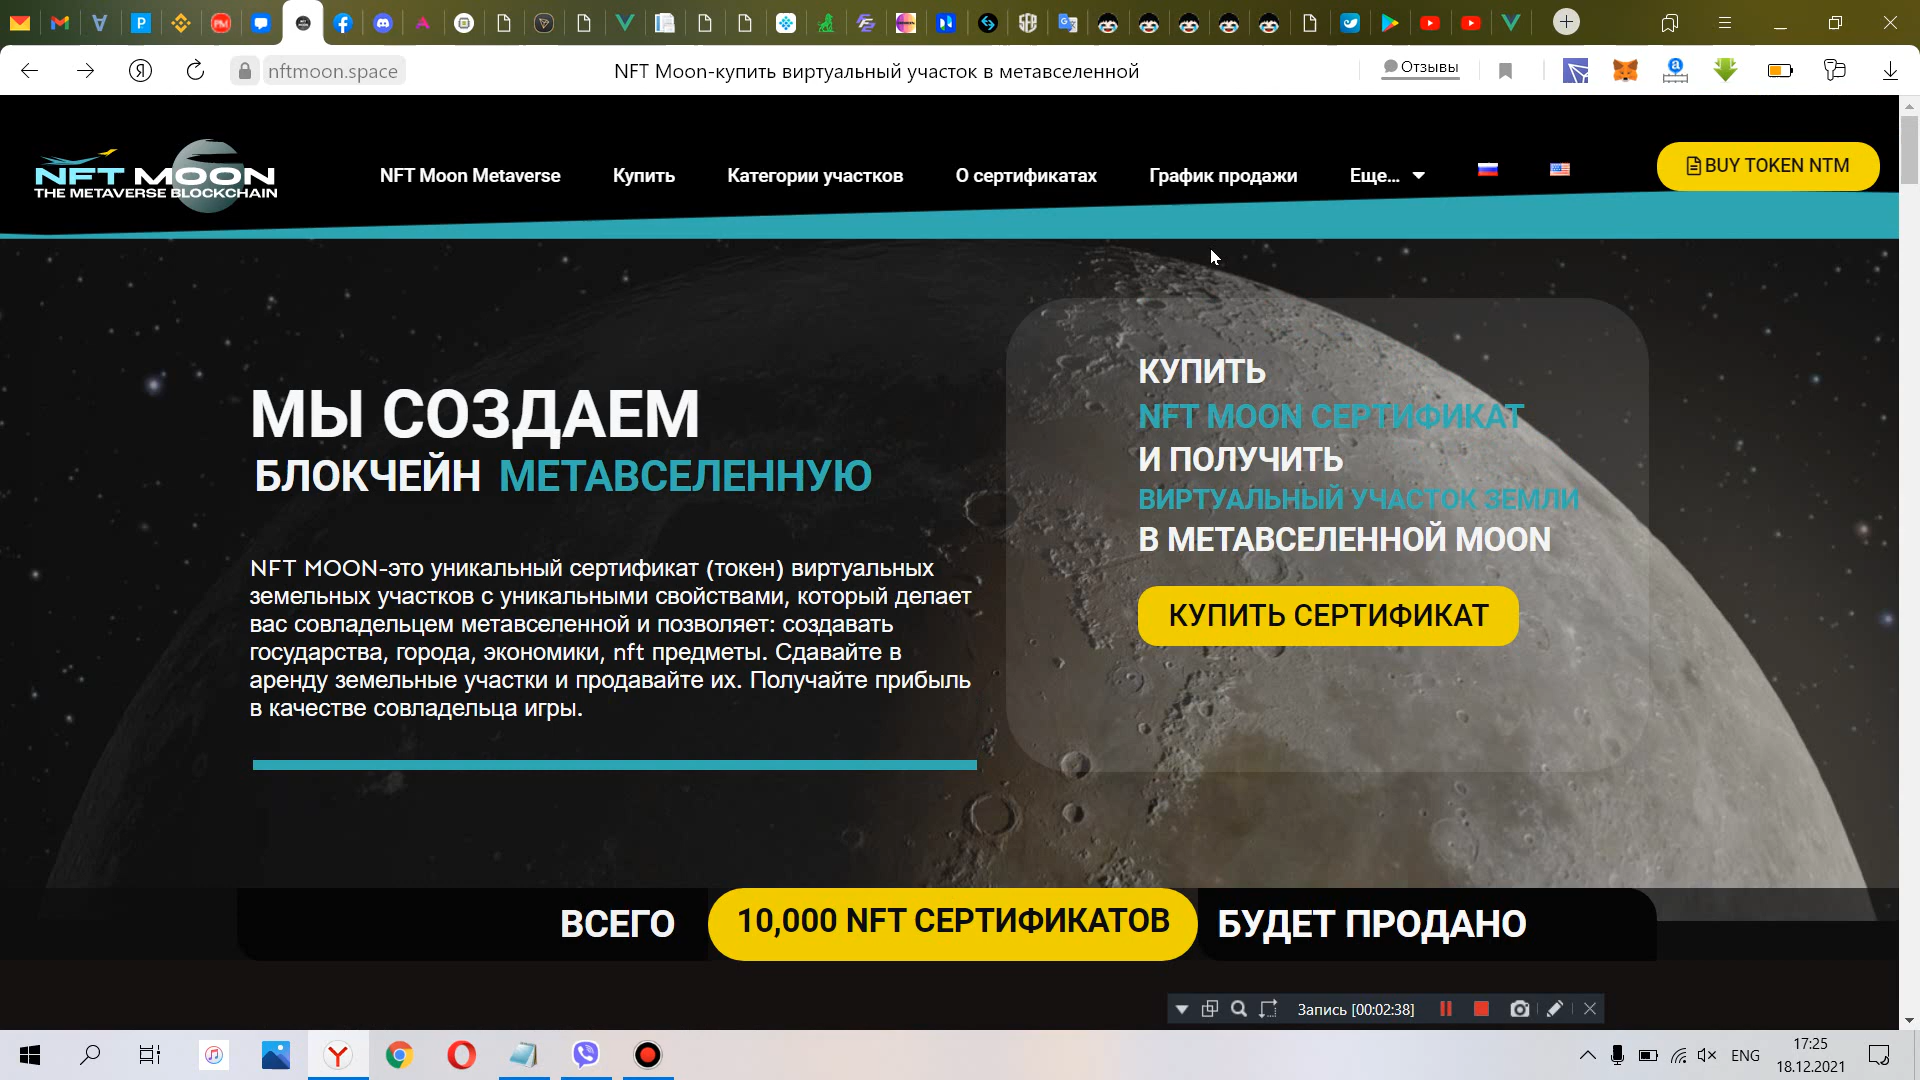 nftmoon.space
NFT Moon-купить виртуальный участок в метавселенной
Отзывы
NFT MOON
THE METAVERSE BLOCKCHAIN
NFT Moon Metaverse
Купить
Категории участков
О сертификатах
График продажи
Еще...
BUY TOKEN NTM
МЫ СОЗДАЕМ
БЛОКЧЕЙН МЕТАВСЕЛЕННУЮ
NFT MOON-это уникальный сертификат (токен) виртуальных
земельных участков с уникальными свойствами, который делает
вас совладельцем метавселенной и позволяет: создавать
государства, города, экономики, nft предметы. Сдавайте в
аренду земельные участки и продавайте их. Получайте прибыль
в качестве совладельца игры.
КУПИТЬ
NFT MOON СЕРТИФИКАТ
И ПОЛУЧИТЬ
ВИРТУАЛЬНЫЙ УЧАСТОК ЗЕМЛИ
В МЕТАВСЕЛЕННОЙ MOON
КУПИТЬ СЕРТИФИКАТ
ВСЕГО 10,000 NFT СЕРТИФИКАТОВ БУДЕТ ПРОДАНО
Запись [00:02:38]
ENG
17:25
18.12.2021